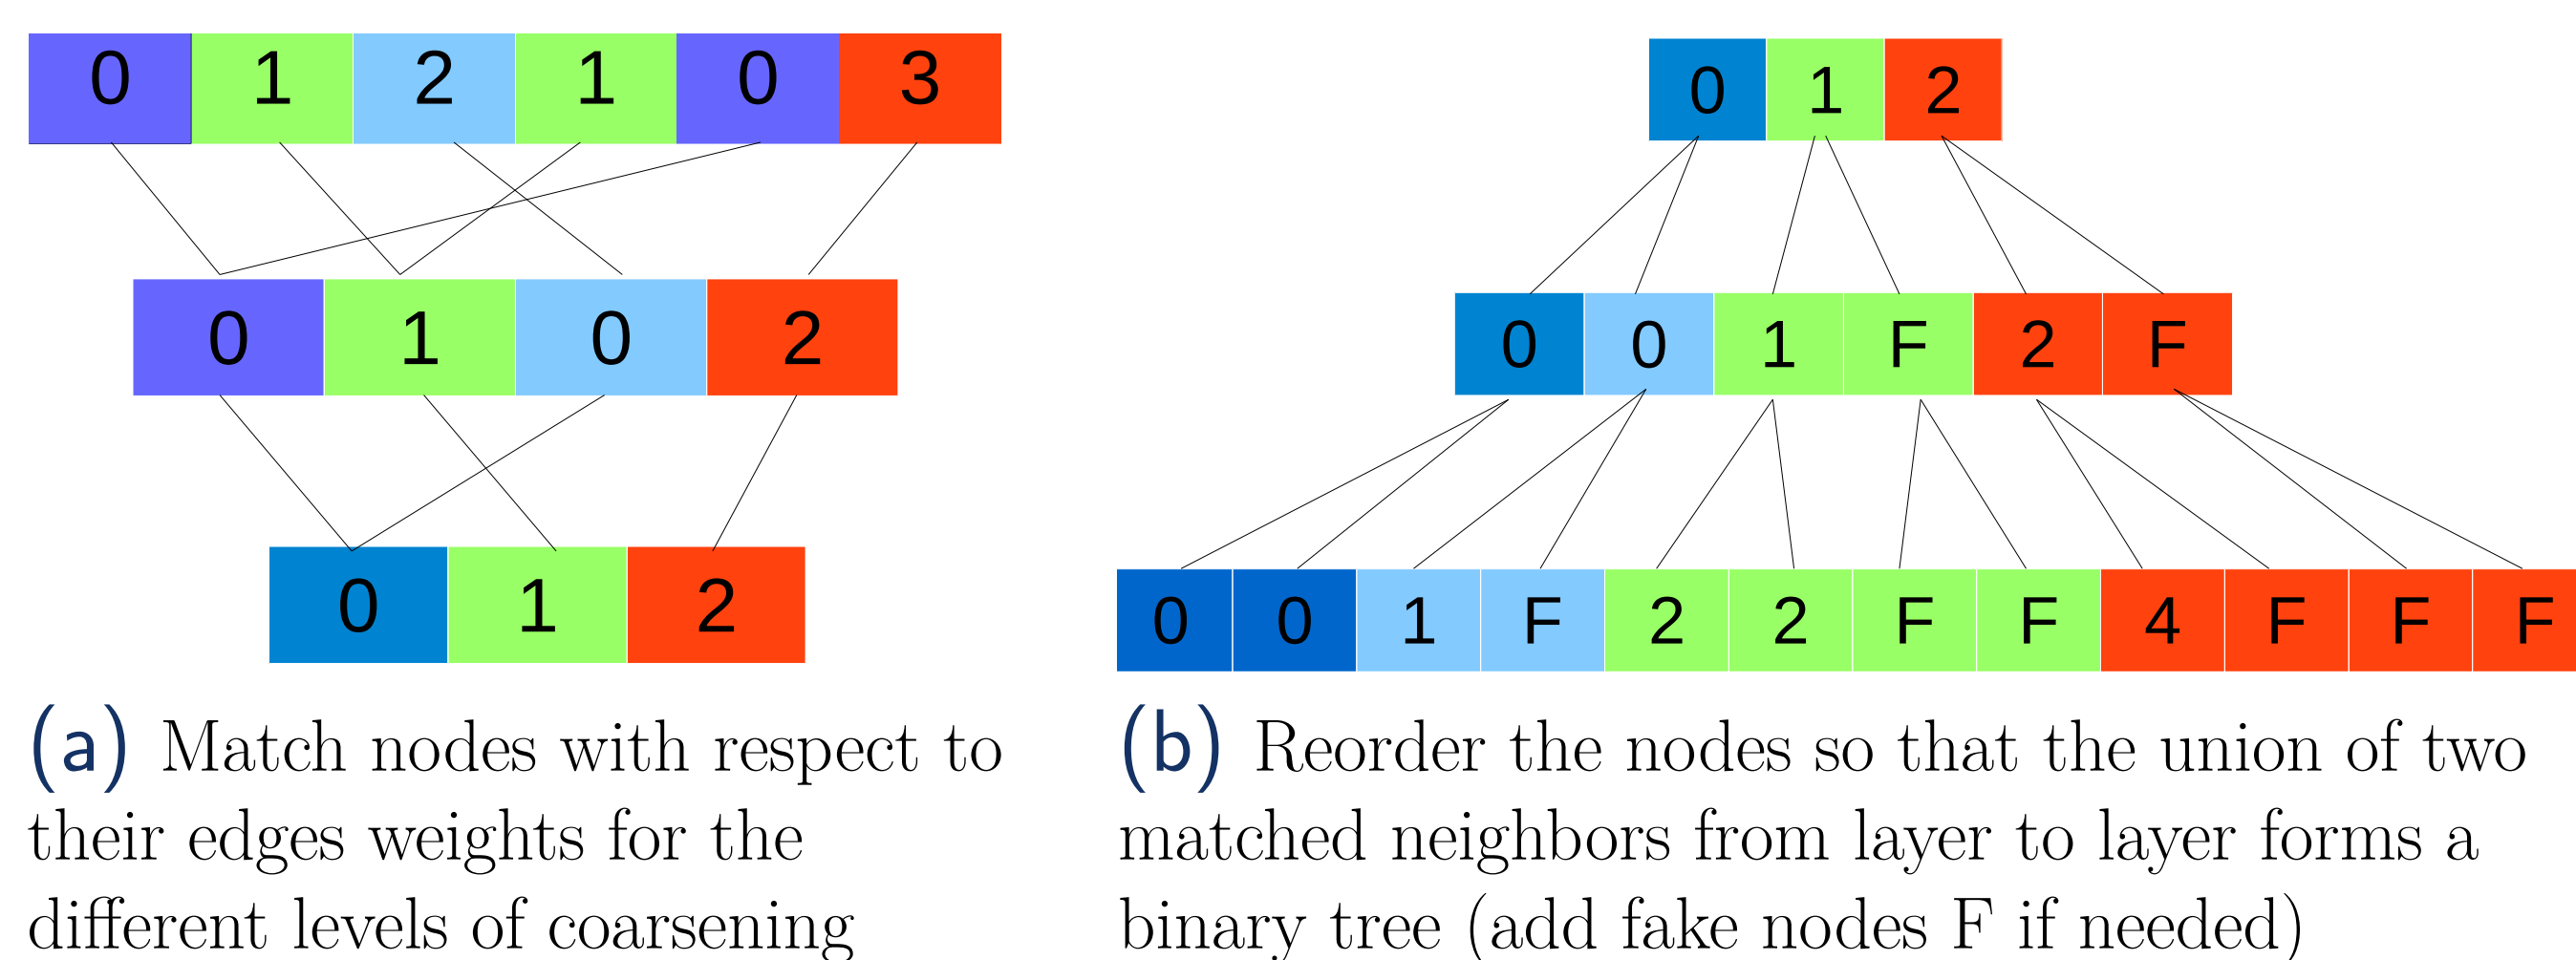 0 1 2 1 0 3
0 1 0 2
0 1 2
(a) Match nodes with respect to
their edges weights for the
different levels of coarsening
0 1 2
0 0 1 F 2 F
0 0 1 F 2 2 F F 4 F F F
(b) Reorder the nodes so that the union of two
matched neighbors from layer to layer forms a
binary tree (add fake nodes F if needed)